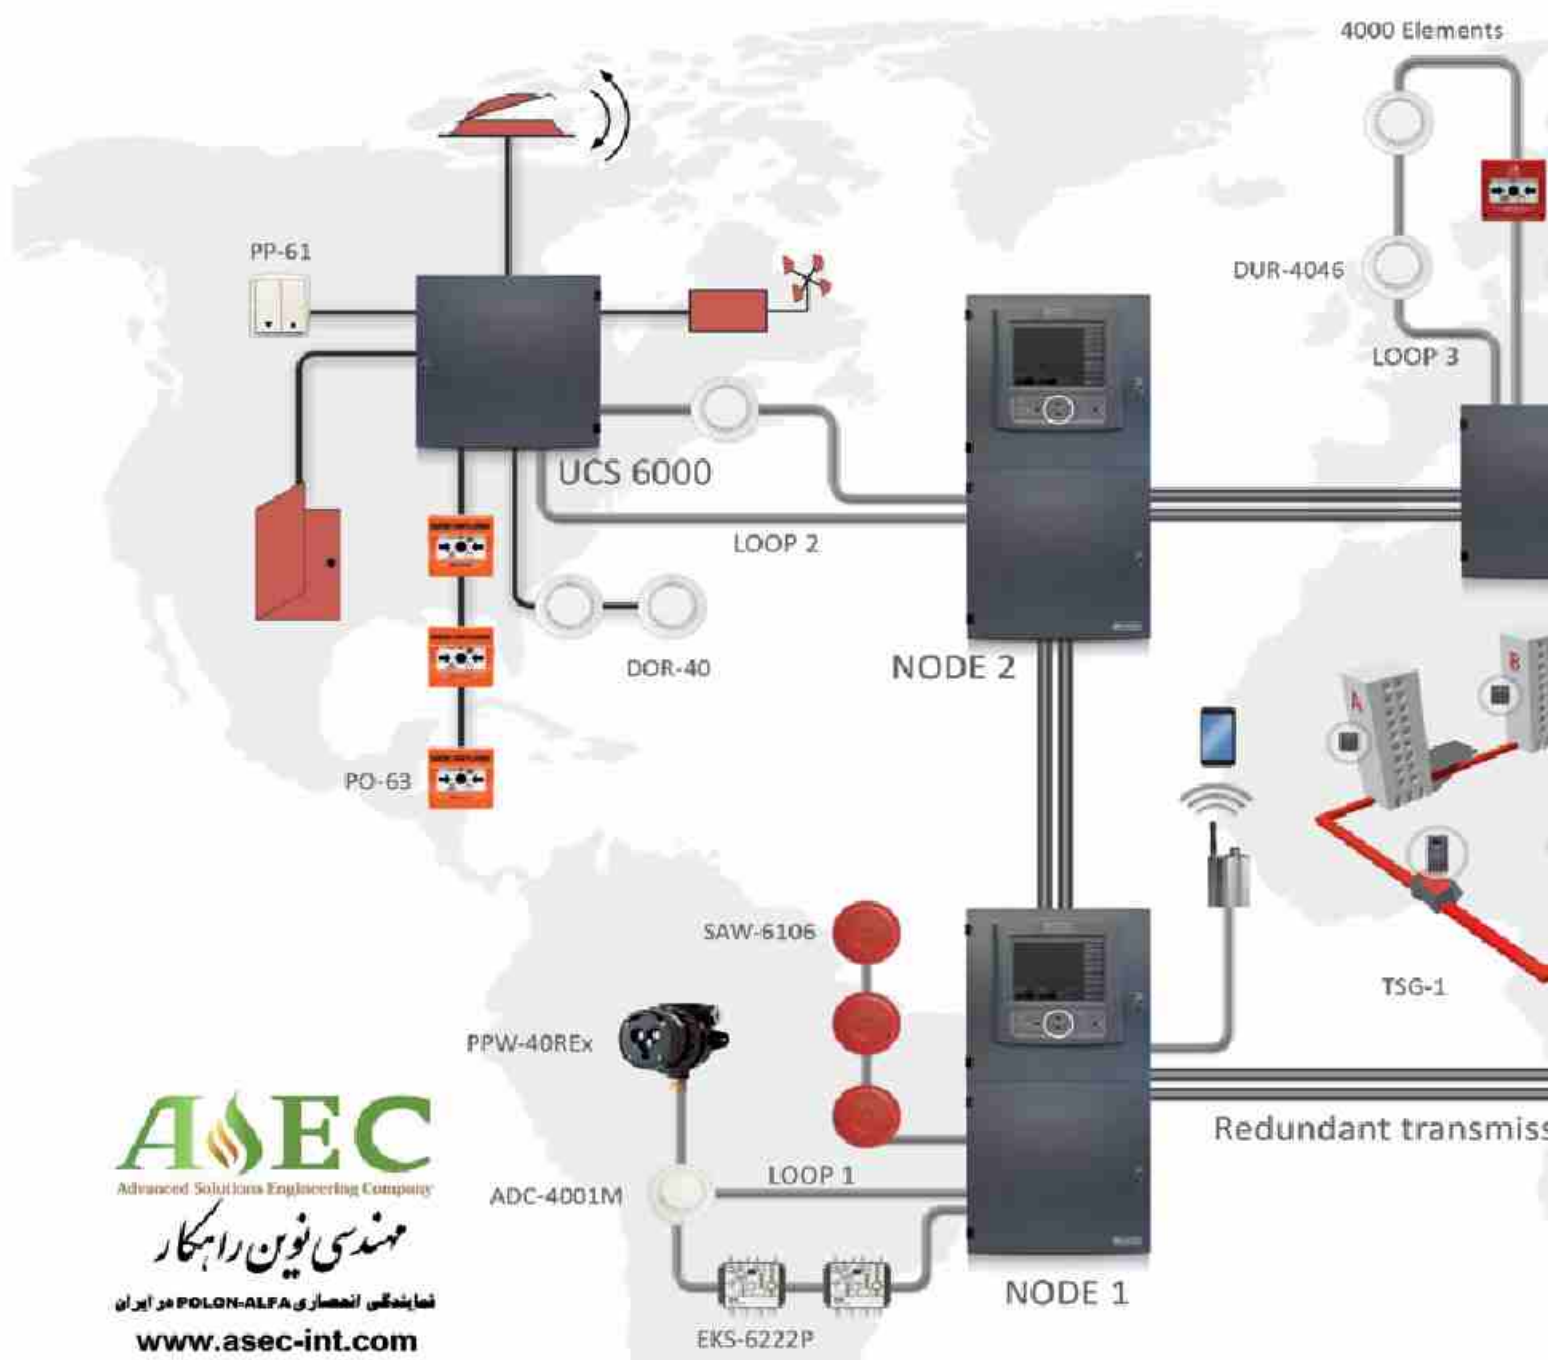 4000 Elements
PP-61
DUR-4046
LOOP 3
UCS 6000
LOOP 2
NODE 2
DOR-40
PO-63
A
B
SAW-6106
TSG-1
PPW-40REx
Redundant transmiss
LOOP 1
ADC-4001M
NODE 1
EKS-6222P
ASEC
Advanced Solutions Engineering Company
مهندسی نوین راهکار
نمایندگی انحصاری POLON-ALFA در ایران
www.asec-int.com